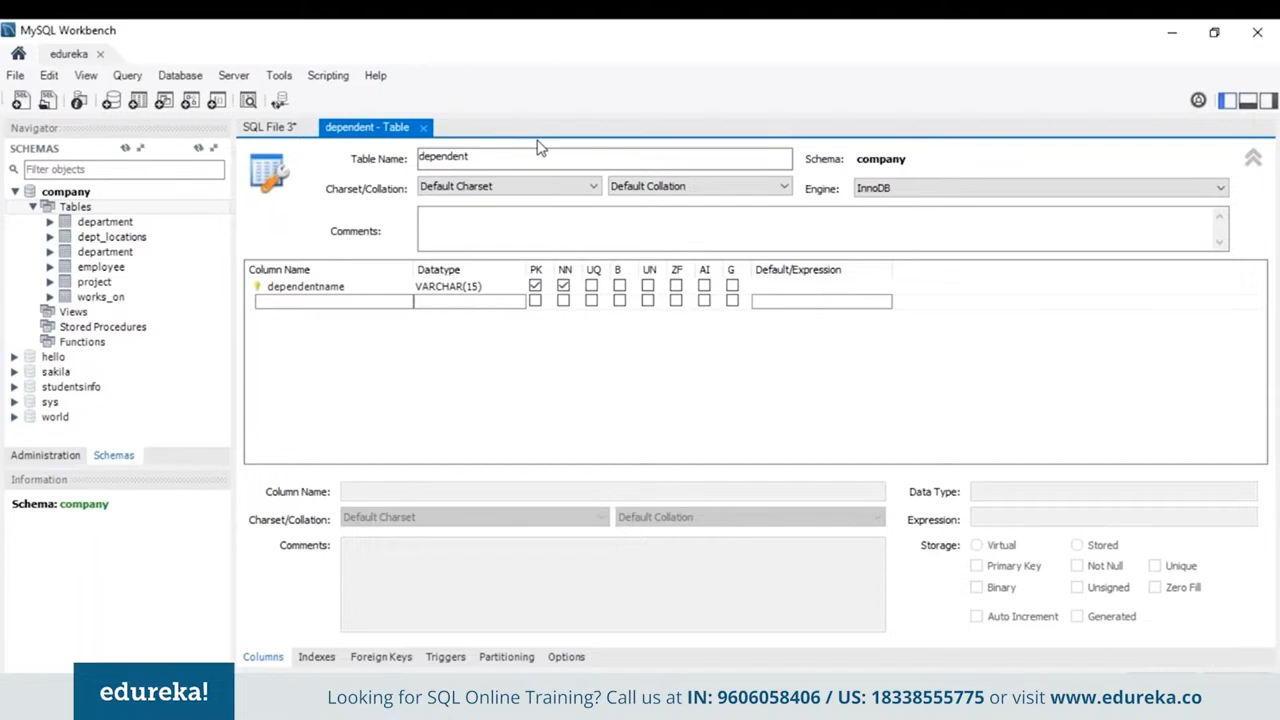 MySQL Workbench
edureka
File Edit View Query Database Server Tools Scripting Help
Navigator
SCHEMAS
Filter objects
company
Tables
department
dept_locations
department
employee
project
works_on
Views
Stored Procedures
Functions
hello
sakila
studentsinfo
sys
world
Administration Schemas
Information
Schema: company
SQL File 3* dependent - Table
Table Name: dependent Schema: company
Charset/Collation: Default Charset Default Collation Engine: InnoDB
Comments:
Column Name Datatype PK NN UQ B UN ZF AI G Default/Expression
dependentname VARCHAR(15)
Column Name: Data Type:
Charset/Collation: Default Charset Default Collation Expression:
Comments: Storage: Virtual Stored
Primary Key Not Null Unique
Binary Unsigned Zero Fill
Auto Increment Generated
Columns Indexes Foreign Keys Triggers Partitioning Options
edureka! Looking for SQL Online Training? Call us at IN: 9606058406 / US: 18338555775 or visit www.edureka.co